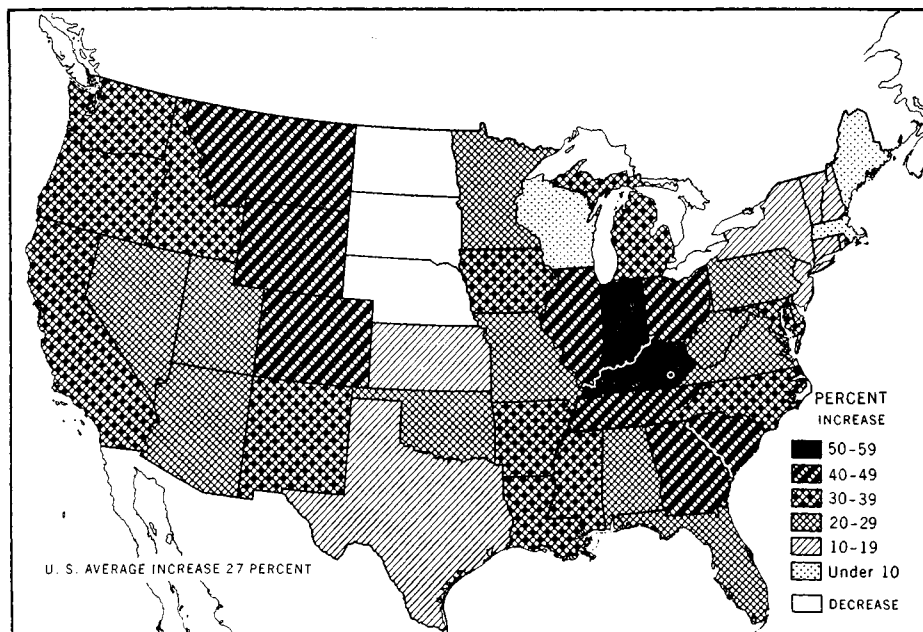 PERCENT
INCREASE
50-59
40-49
30-39
20-29
10-19
Under 10
DECREASE
U. S. AVERAGE INCREASE 27 PERCENT